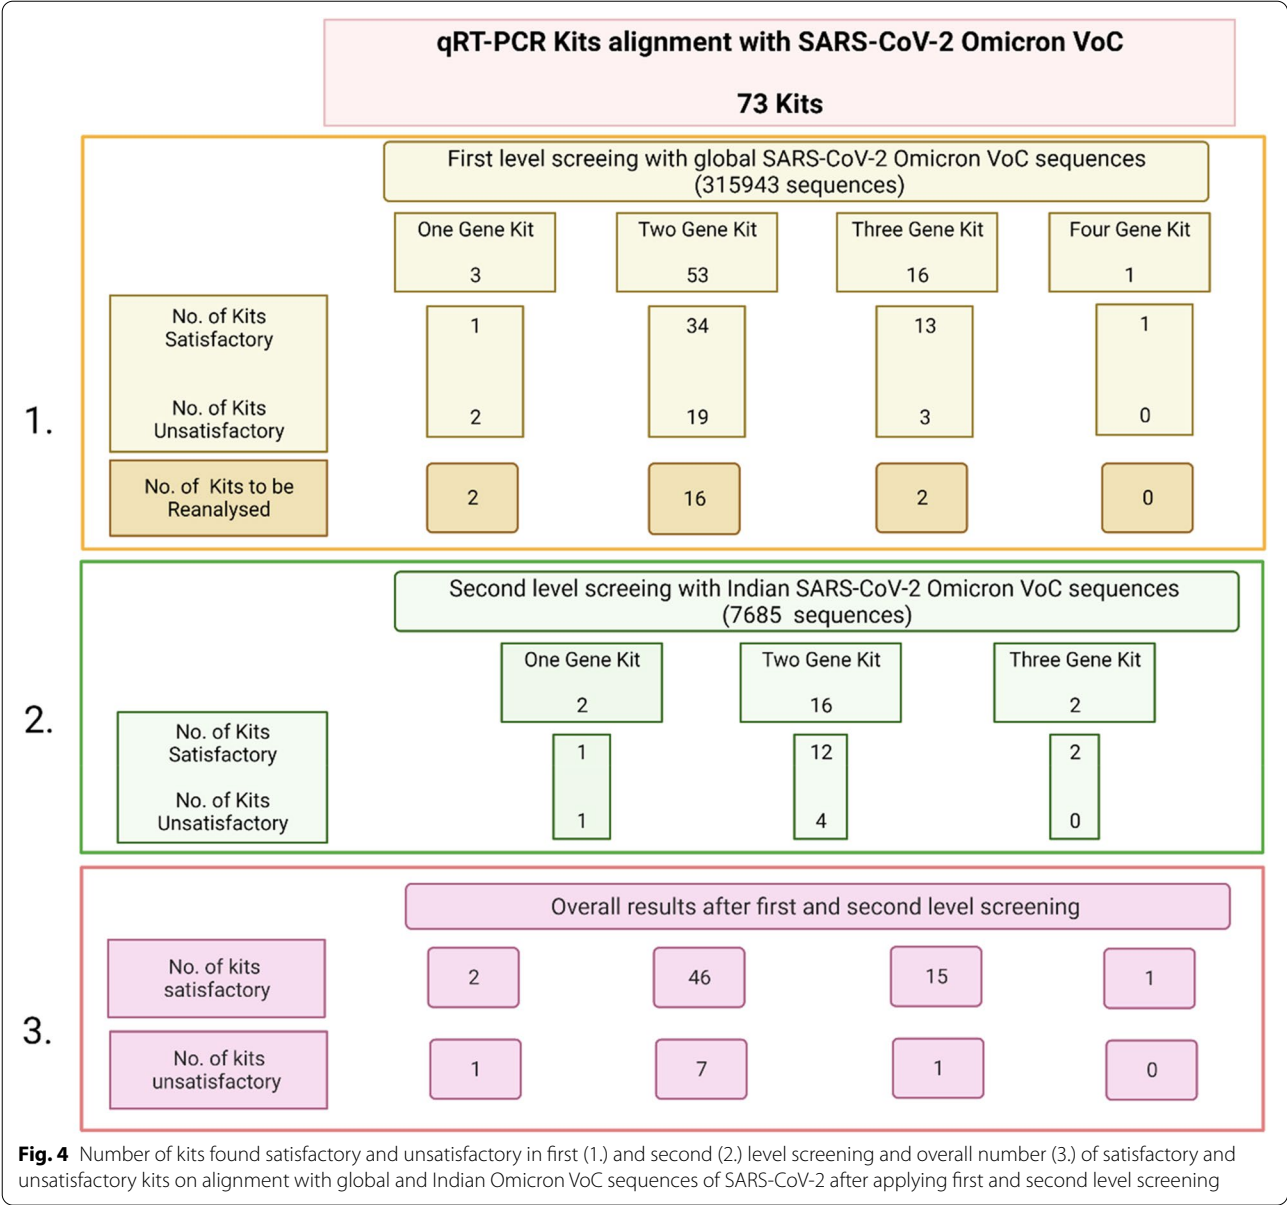 qRT-PCR Kits alignment with SARS-CoV-2 Omicron VoC
73 Kits
First level screeing with global SARS-CoV-2 Omicron VoC sequences
(315943 sequences)
One Gene Kit
3
Two Gene Kit
53
Three Gene Kit
16
Four Gene Kit
1
1.
No. of Kits
Satisfactory
1
34
13
1
No. of Kits
Unsatisfactory
2
19
3
0
No. of Kits to be
Reanalysed
2
16
2
0
Second level screeing with Indian SARS-CoV-2 Omicron VoC sequences
(7685 sequences)
One Gene Kit
2
Two Gene Kit
16
Three Gene Kit
2
2.
No. of Kits
Satisfactory
1
12
2
No. of Kits
Unsatisfactory
1
4
0
Overall results after first and second level screening
3.
No. of kits
satisfactory
2
46
15
1
No. of kits
unsatisfactory
1
7
1
0
Fig. 4 Number of kits found satisfactory and unsatisfactory in first (1.) and second (2.) level screening and overall number (3.) of satisfactory and
unsatisfactory kits on alignment with global and Indian Omicron VoC sequences of SARS-CoV-2 after applying first and second level screening